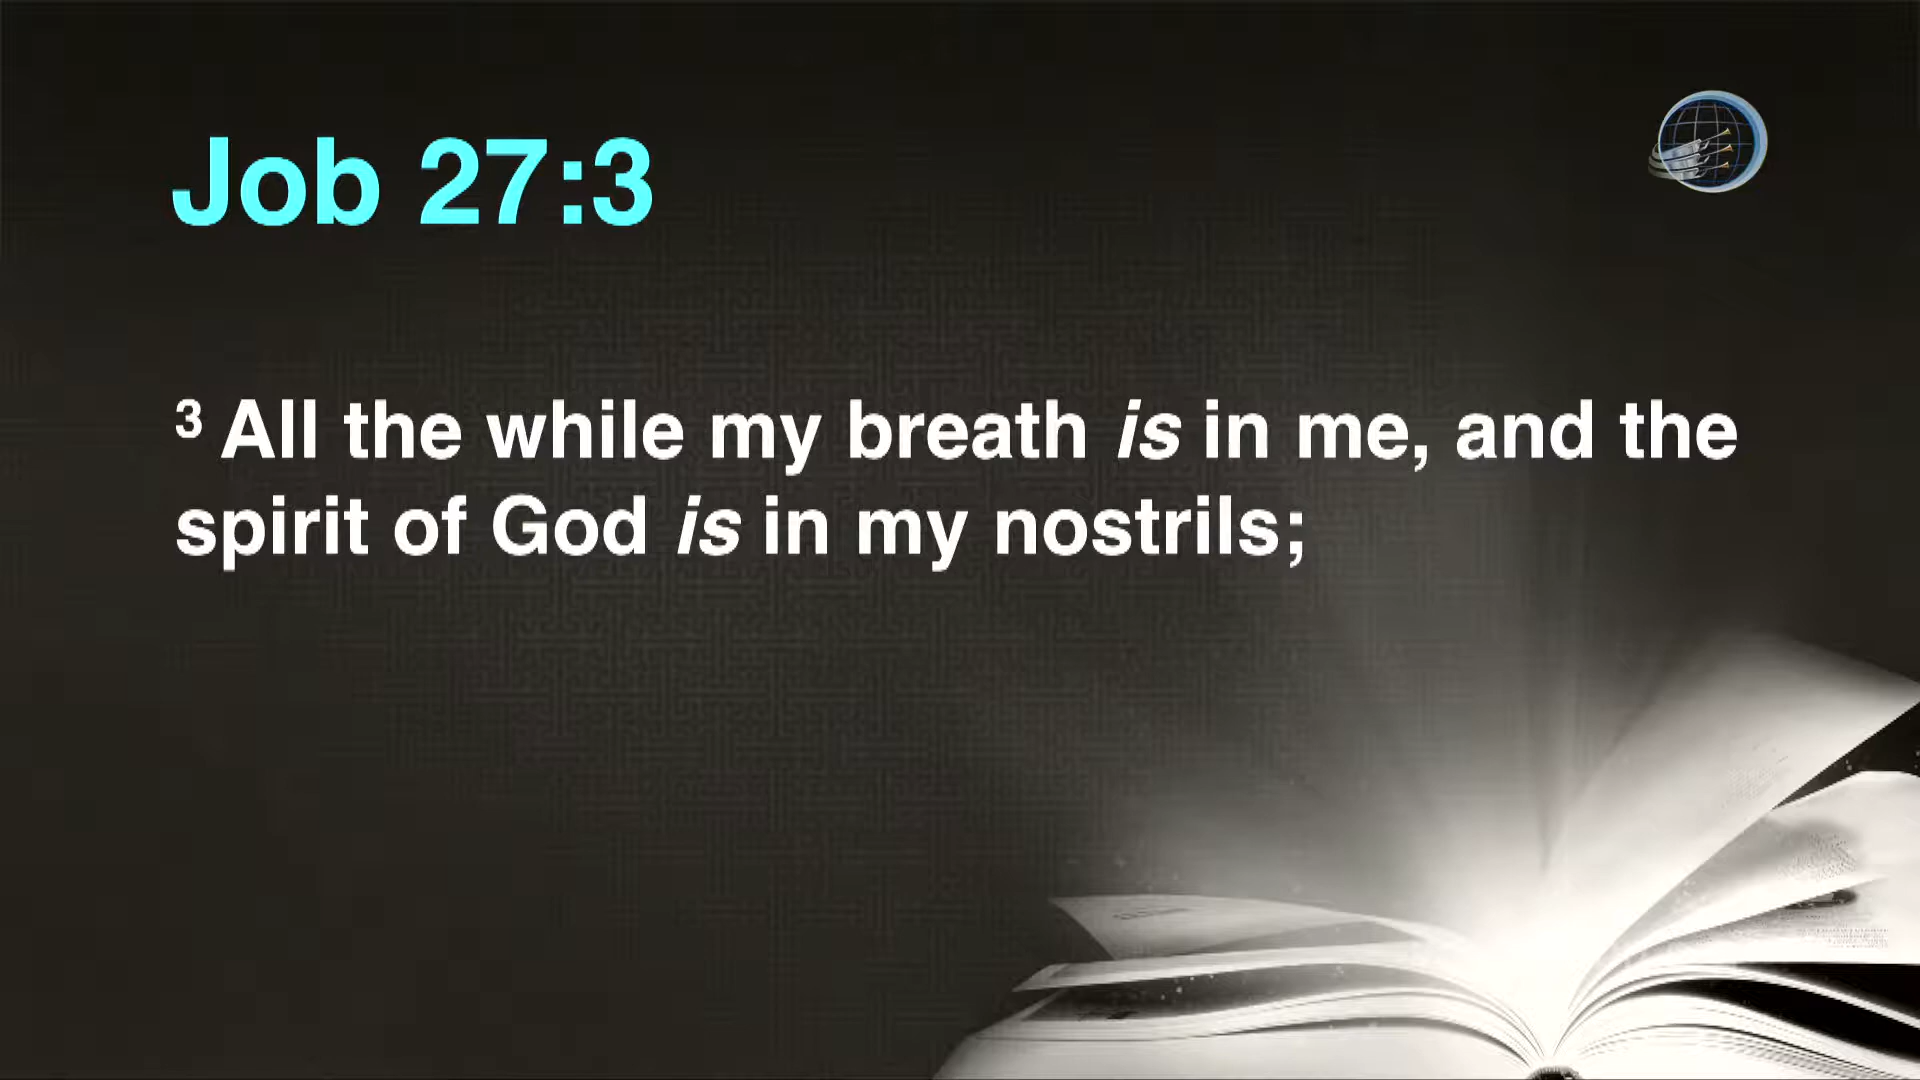 Job 27:3
3 All the while my breath is in me, and the
spirit of God is in my nostrils;